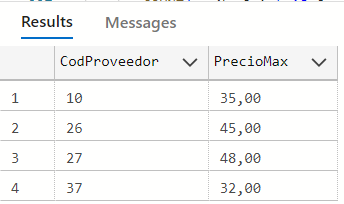 Results Messages
CodProveedor PrecioMax
1 10 35,00
2 26 45,00
3 27 48,00
4 37 32,00